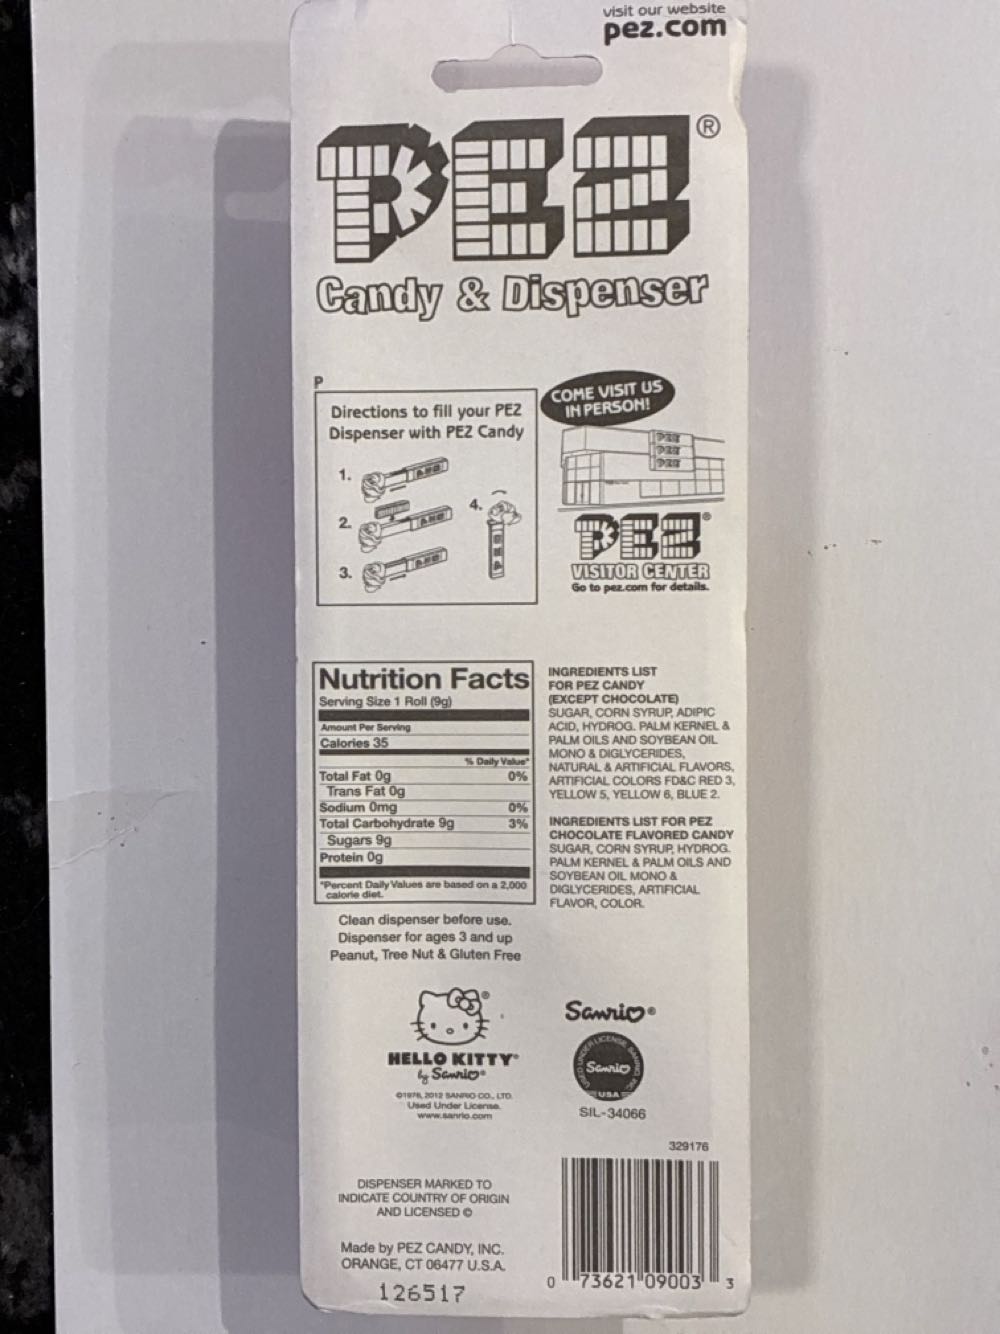 visit our website
pez.com
PEZ®
Candy & Dispenser
P
Directions to fill your PEZ
Dispenser with PEZ Candy
1.
2.
3.
4.
COME VISIT US
IN PERSON!
PEZ
PEZ
PEZ
PEZ®
VISITOR CENTER
Go to pez.com for details.
Nutrition Facts
Serving Size 1 Roll (9g)
Amount Per Serving
Calories 35
% Daily Value*
Total Fat 0g 0%
Trans Fat 0g
Sodium 0mg 0%
Total Carbohydrate 9g 3%
Sugars 9g
Protein 0g
*Percent Daily Values are based on a 2,000
calorie diet.
Clean dispenser before use.
Dispenser for ages 3 and up
Peanut, Tree Nut & Gluten Free
INGREDIENTS LIST
FOR PEZ CANDY
(EXCEPT CHOCOLATE)
SUGAR, CORN SYRUP, ADIPIC
ACID, HYDROG. PALM KERNEL &
PALM OILS AND SOYBEAN OIL
MONO & DIGLYCERIDES,
NATURAL & ARTIFICIAL FLAVORS,
ARTIFICIAL COLORS FD&C RED 3,
YELLOW 5, YELLOW 6, BLUE 2.
INGREDIENTS LIST FOR PEZ
CHOCOLATE FLAVORED CANDY
SUGAR, CORN SYRUP, HYDROG.
PALM KERNEL & PALM OILS AND
SOYBEAN OIL MONO &
DIGLYCERIDES, ARTIFICIAL
FLAVOR, COLOR.
HELLO KITTY®
by Sanrio®
©1976, 2012 SANRIO CO., LTD.
Used Under License.
www.sanrio.com
Sanrio®
USED UNDER LICENSE SANRIO INC.
Sanrio
USA
SIL-34066
329176
DISPENSER MARKED TO
INDICATE COUNTRY OF ORIGIN
AND LICENSED ©
Made by PEZ CANDY, INC.
ORANGE, CT 06477 U.S.A.
126517
0 73621 09003 3